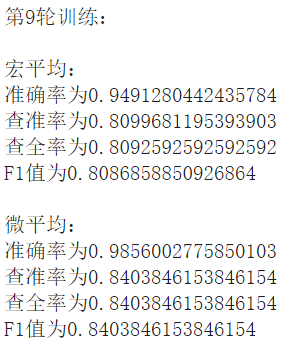 第9轮训练:
宏平均:
准确率为0.9491280442435784
查准率为0.8099681195393903
查全率为0.8092592592592592
F1值为0.8086858850926864
微平均:
准确率为0.9856002775850103
查准率为0.8403846153846154
查全率为0.8403846153846154
F1值为0.8403846153846154